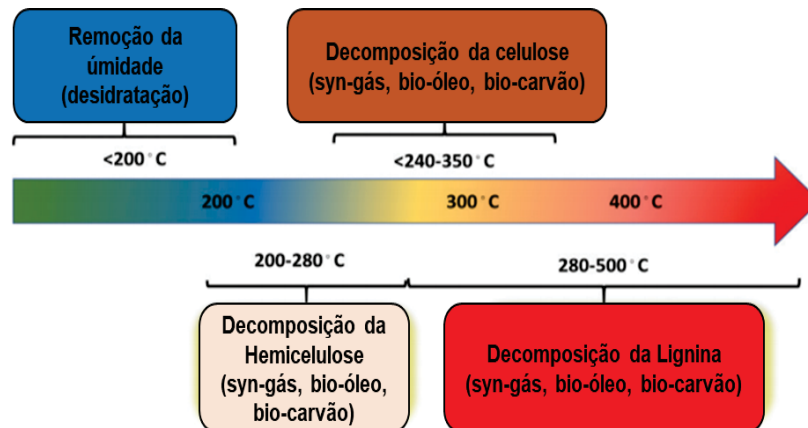 Remoção da
úmidade
(desidratação)
Decomposição da celulose
(syn-gás, bio-óleo, bio-carvão)
<200°C
<240-350°C
200°C
300°C
400°C
200-280°C
280-500°C
Decomposição da
Hemicelulose
(syn-gás, bio-óleo,
bio-carvão)
Decomposição da Lignina
(syn-gás, bio-óleo, bio-carvão)